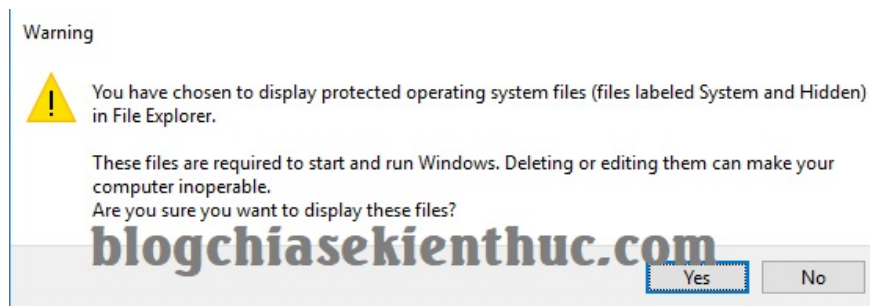 Warning
You have chosen to display protected operating system files (files labeled System and Hidden)
in File Explorer.
These files are required to start and run Windows. Deleting or editing them can make your
computer inoperable.
Are you sure you want to display these files?
blogchiasekienthuc.com
Yes No